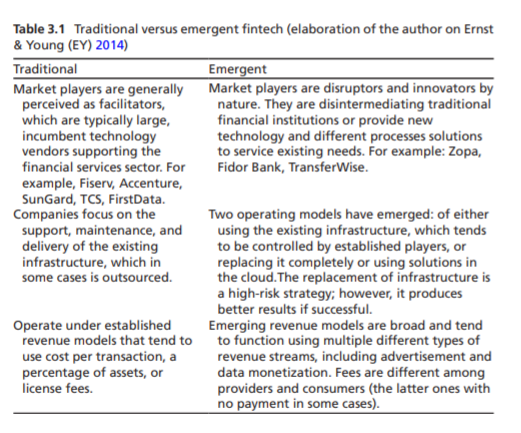 Table 3.1 Traditional versus emergent fintech (elaboration of the author on Ernst
& Young (EY) 2014)
Traditional
Emergent
Market players are generally
perceived as facilitators,
which are typically large,
incumbent technology
vendors supporting the
financial services sector. For
example, Fiserv, Accenture,
SunGard, TCS, FirstData.
Market players are disruptors and innovators by
nature. They are disintermediating traditional
financial institutions or provide new
technology and different processes solutions
to service existing needs. For example: Zopa,
Fidor Bank, TransferWise.
Companies focus on the
support, maintenance, and
delivery of the existing
infrastructure, which in
some cases is outsourced.
Two operating models have emerged: of either
using the existing infrastructure, which tends
to be controlled by established players, or
replacing it completely or using solutions in
the cloud.The replacement of infrastructure is
a high-risk strategy; however, it produces
better results if successful.
Operate under established
revenue models that tend to
use cost per transaction, a
percentage of assets, or
license fees.
Emerging revenue models are broad and tend
to function using multiple different types of
revenue streams, including advertisement and
data monetization. Fees are different among
providers and consumers (the latter ones with
no payment in some cases).